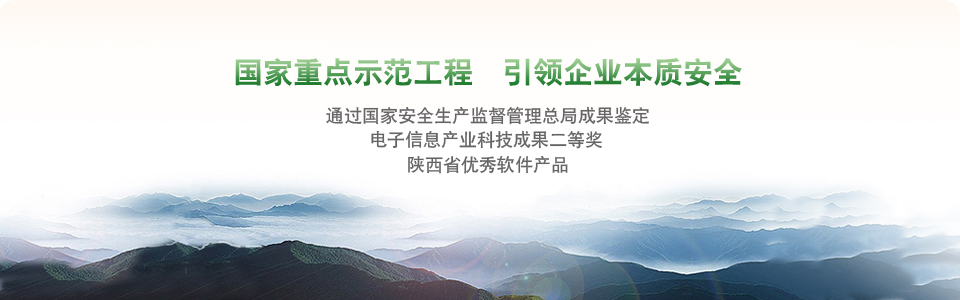 国家重点示范工程 引领企业本质安全
通过国家安全生产监督管理总局成果鉴定
电子信息产业科技成果二等奖
陕西省优秀软件产品